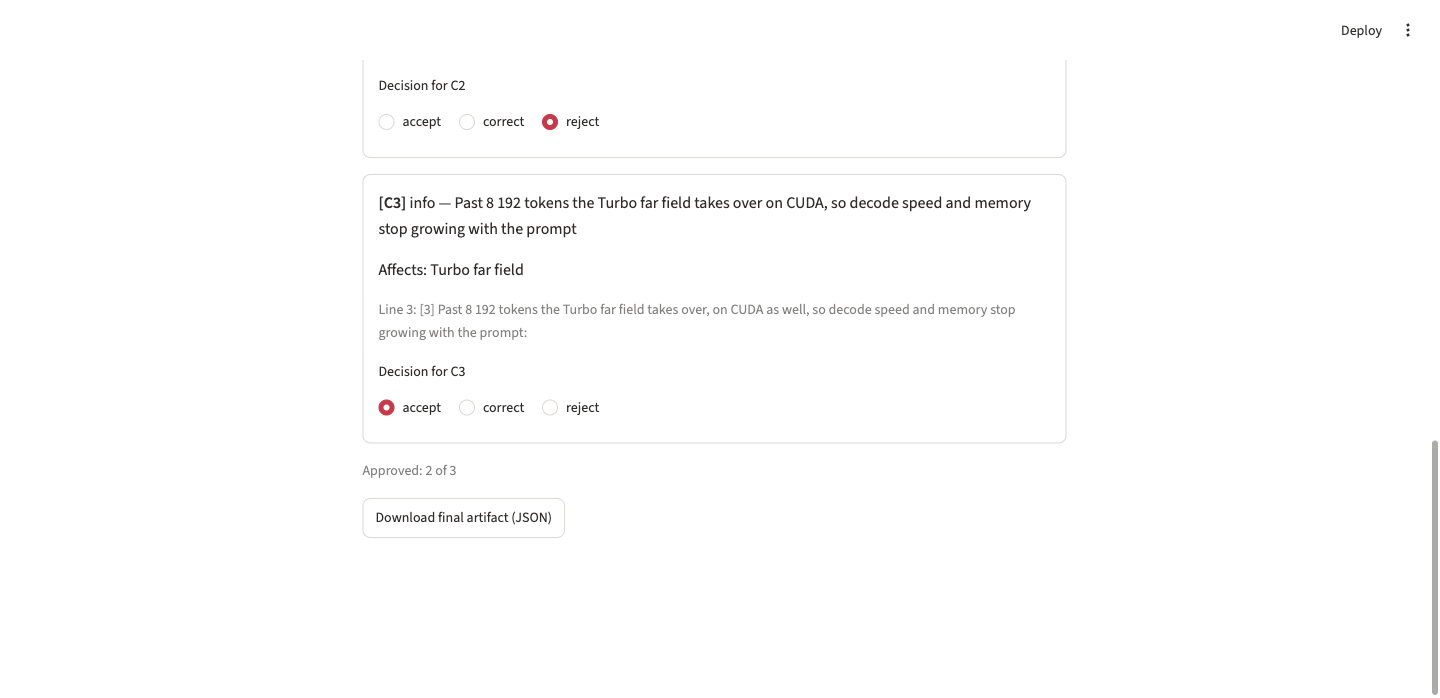 Deploy
Decision for C2
accept correct reject
[C3] info — Past 8 192 tokens the Turbo far field takes over on CUDA, so decode speed and memory
stop growing with the prompt
Affects: Turbo far field
Line 3: [3] Past 8 192 tokens the Turbo far field takes over, on CUDA as well, so decode speed and memory stop
growing with the prompt:
Decision for C3
accept correct reject
Approved: 2 of 3
Download final artifact (JSON)